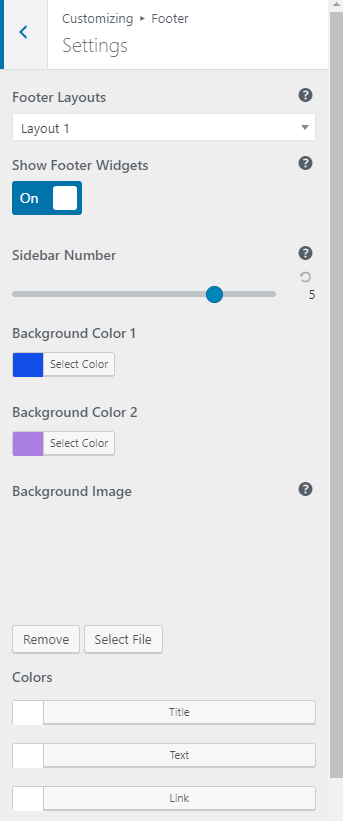 Customizing ▸ Footer
Settings
Footer Layouts
Layout 1
Show Footer Widgets
On
Sidebar Number
5
Background Color 1
Select Color
Background Color 2
Select Color
Background Image
Remove Select File
Colors
Title
Text
Link